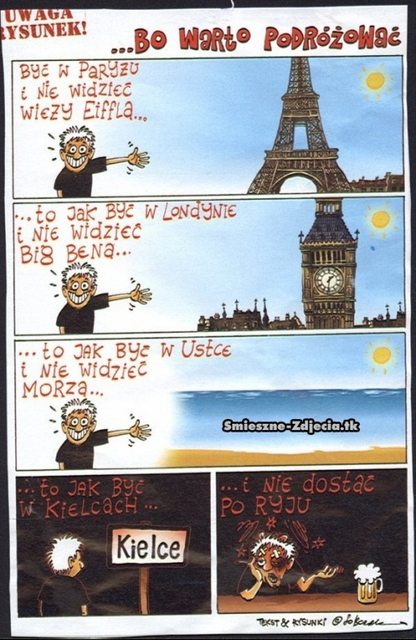 UWAGA
RYSUNEK!
...BO WARTO PODRÓŻOWAĆ
BYĆ W PARYŻU
I NIE WIDZIEĆ
WIEŻY EIFFLA...
...TO JAK BYĆ W LONDYNIE
I NIE WIDZIEĆ
BIG BENA...
...TO JAK BYĆ W USTCE
I NIE WIDZIEĆ
MORZA...
Smieszne-Zdjecia.tk
...TO JAK BYĆ
W KIELCACH...
Kielce
...I NIE DOSTAĆ
PO RYJU
TEKST & RYSUNKI ©